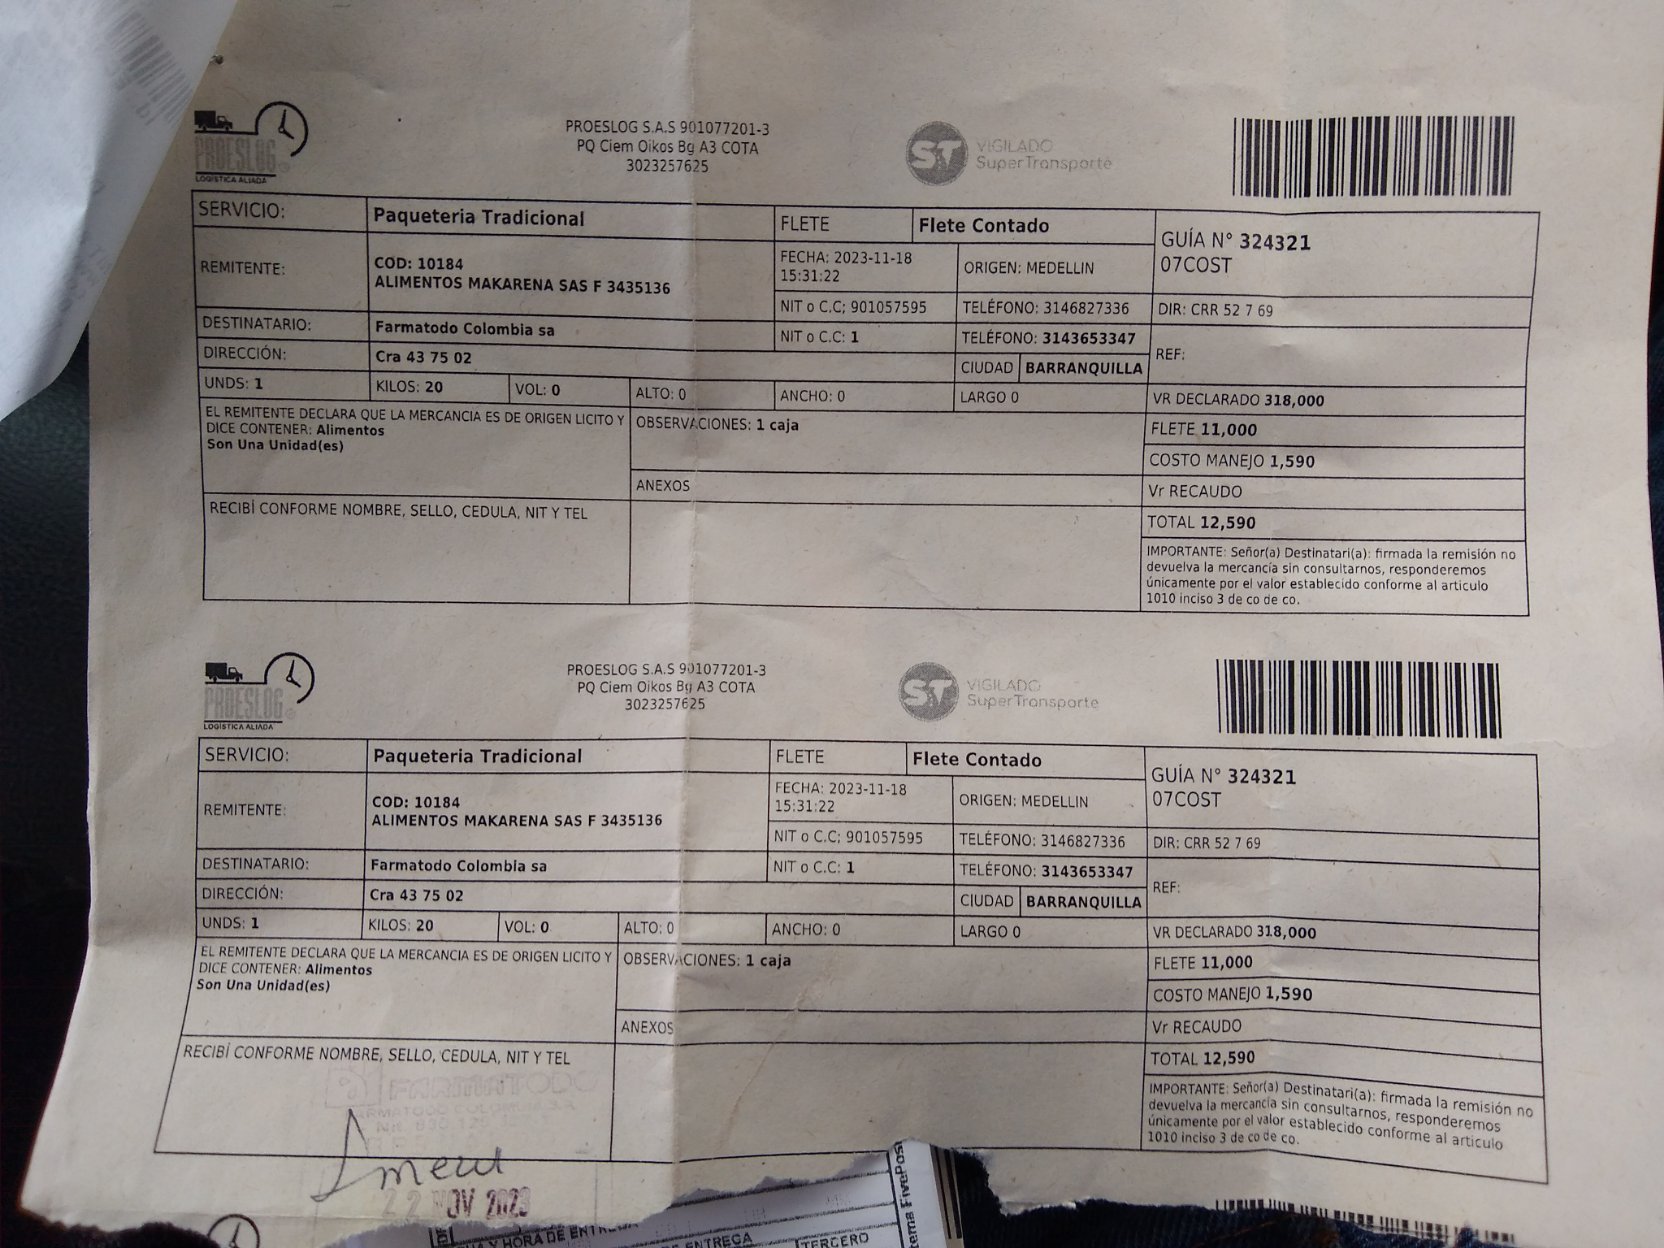 PROESLOG
LOGÍSTICA ALIADA
PROESLOG S.A.S 901077201-3
PQ Ciem Oikos Bg A3 COTA
3023257625
ST VIGILADO
SuperTransporte
SERVICIO: Paqueteria Tradicional FLETE Flete Contado
GUÍA N° 324321
07COST
REMITENTE: COD: 10184
ALIMENTOS MAKARENA SAS F 3435136
FECHA: 2023-11-18
15:31:22
ORIGEN: MEDELLIN
NIT o C.C; 901057595 TELÉFONO: 3146827336 DIR: CRR 52 7 69
DESTINATARIO: Farmatodo Colombia sa NIT o C.C: 1 TELÉFONO: 3143653347
REF:
DIRECCIÓN: Cra 43 75 02 CIUDAD BARRANQUILLA
UNDS: 1 KILOS: 20 VOL: 0 ALTO: 0 ANCHO: 0 LARGO 0 VR DECLARADO 318,000
EL REMITENTE DECLARA QUE LA MERCANCIA ES DE ORIGEN LICITO Y
DICE CONTENER: Alimentos
Son Una Unidad(es)
OBSERVACIONES: 1 caja
FLETE 11,000
COSTO MANEJO 1,590
ANEXOS
Vr RECAUDO
RECIBÍ CONFORME NOMBRE, SELLO, CEDULA, NIT Y TEL
TOTAL 12,590
IMPORTANTE: Señor(a) Destinatari(a): firmada la remisión no
devuelva la mercancía sin consultarnos, responderemos
únicamente por el valor establecido conforme al articulo
1010 inciso 3 de co de co.
PROESLOG
LOGÍSTICA ALIADA
PROESLOG S.A.S 901077201-3
PQ Ciem Oikos Bg A3 COTA
3023257625
ST VIGILADO
SuperTransporte
SERVICIO: Paqueteria Tradicional FLETE Flete Contado
GUÍA N° 324321
07COST
REMITENTE: COD: 10184
ALIMENTOS MAKARENA SAS F 3435136
FECHA: 2023-11-18
15:31:22
ORIGEN: MEDELLIN
NIT o C.C; 901057595 TELÉFONO: 3146827336 DIR: CRR 52 7 69
DESTINATARIO: Farmatodo Colombia sa NIT o C.C: 1 TELÉFONO: 3143653347
REF:
DIRECCIÓN: Cra 43 75 02 CIUDAD BARRANQUILLA
UNDS: 1 KILOS: 20 VOL: 0 ALTO: 0 ANCHO: 0 LARGO 0 VR DECLARADO 318,000
EL REMITENTE DECLARA QUE LA MERCANCIA ES DE ORIGEN LICITO Y
DICE CONTENER: Alimentos
Son Una Unidad(es)
OBSERVACIONES: 1 caja
FLETE 11,000
COSTO MANEJO 1,590
ANEXOS
Vr RECAUDO
RECIBÍ CONFORME NOMBRE, SELLO, CEDULA, NIT Y TEL
TOTAL 12,590
IMPORTANTE: Señor(a) Destinatari(a): firmada la remisión no
devuelva la mercancía sin consultarnos, responderemos
únicamente por el valor establecido conforme al articulo
1010 inciso 3 de co de co.
FARMATODO
22 NOV 2023
Y HORA DE
ENTREGA
TERCERO